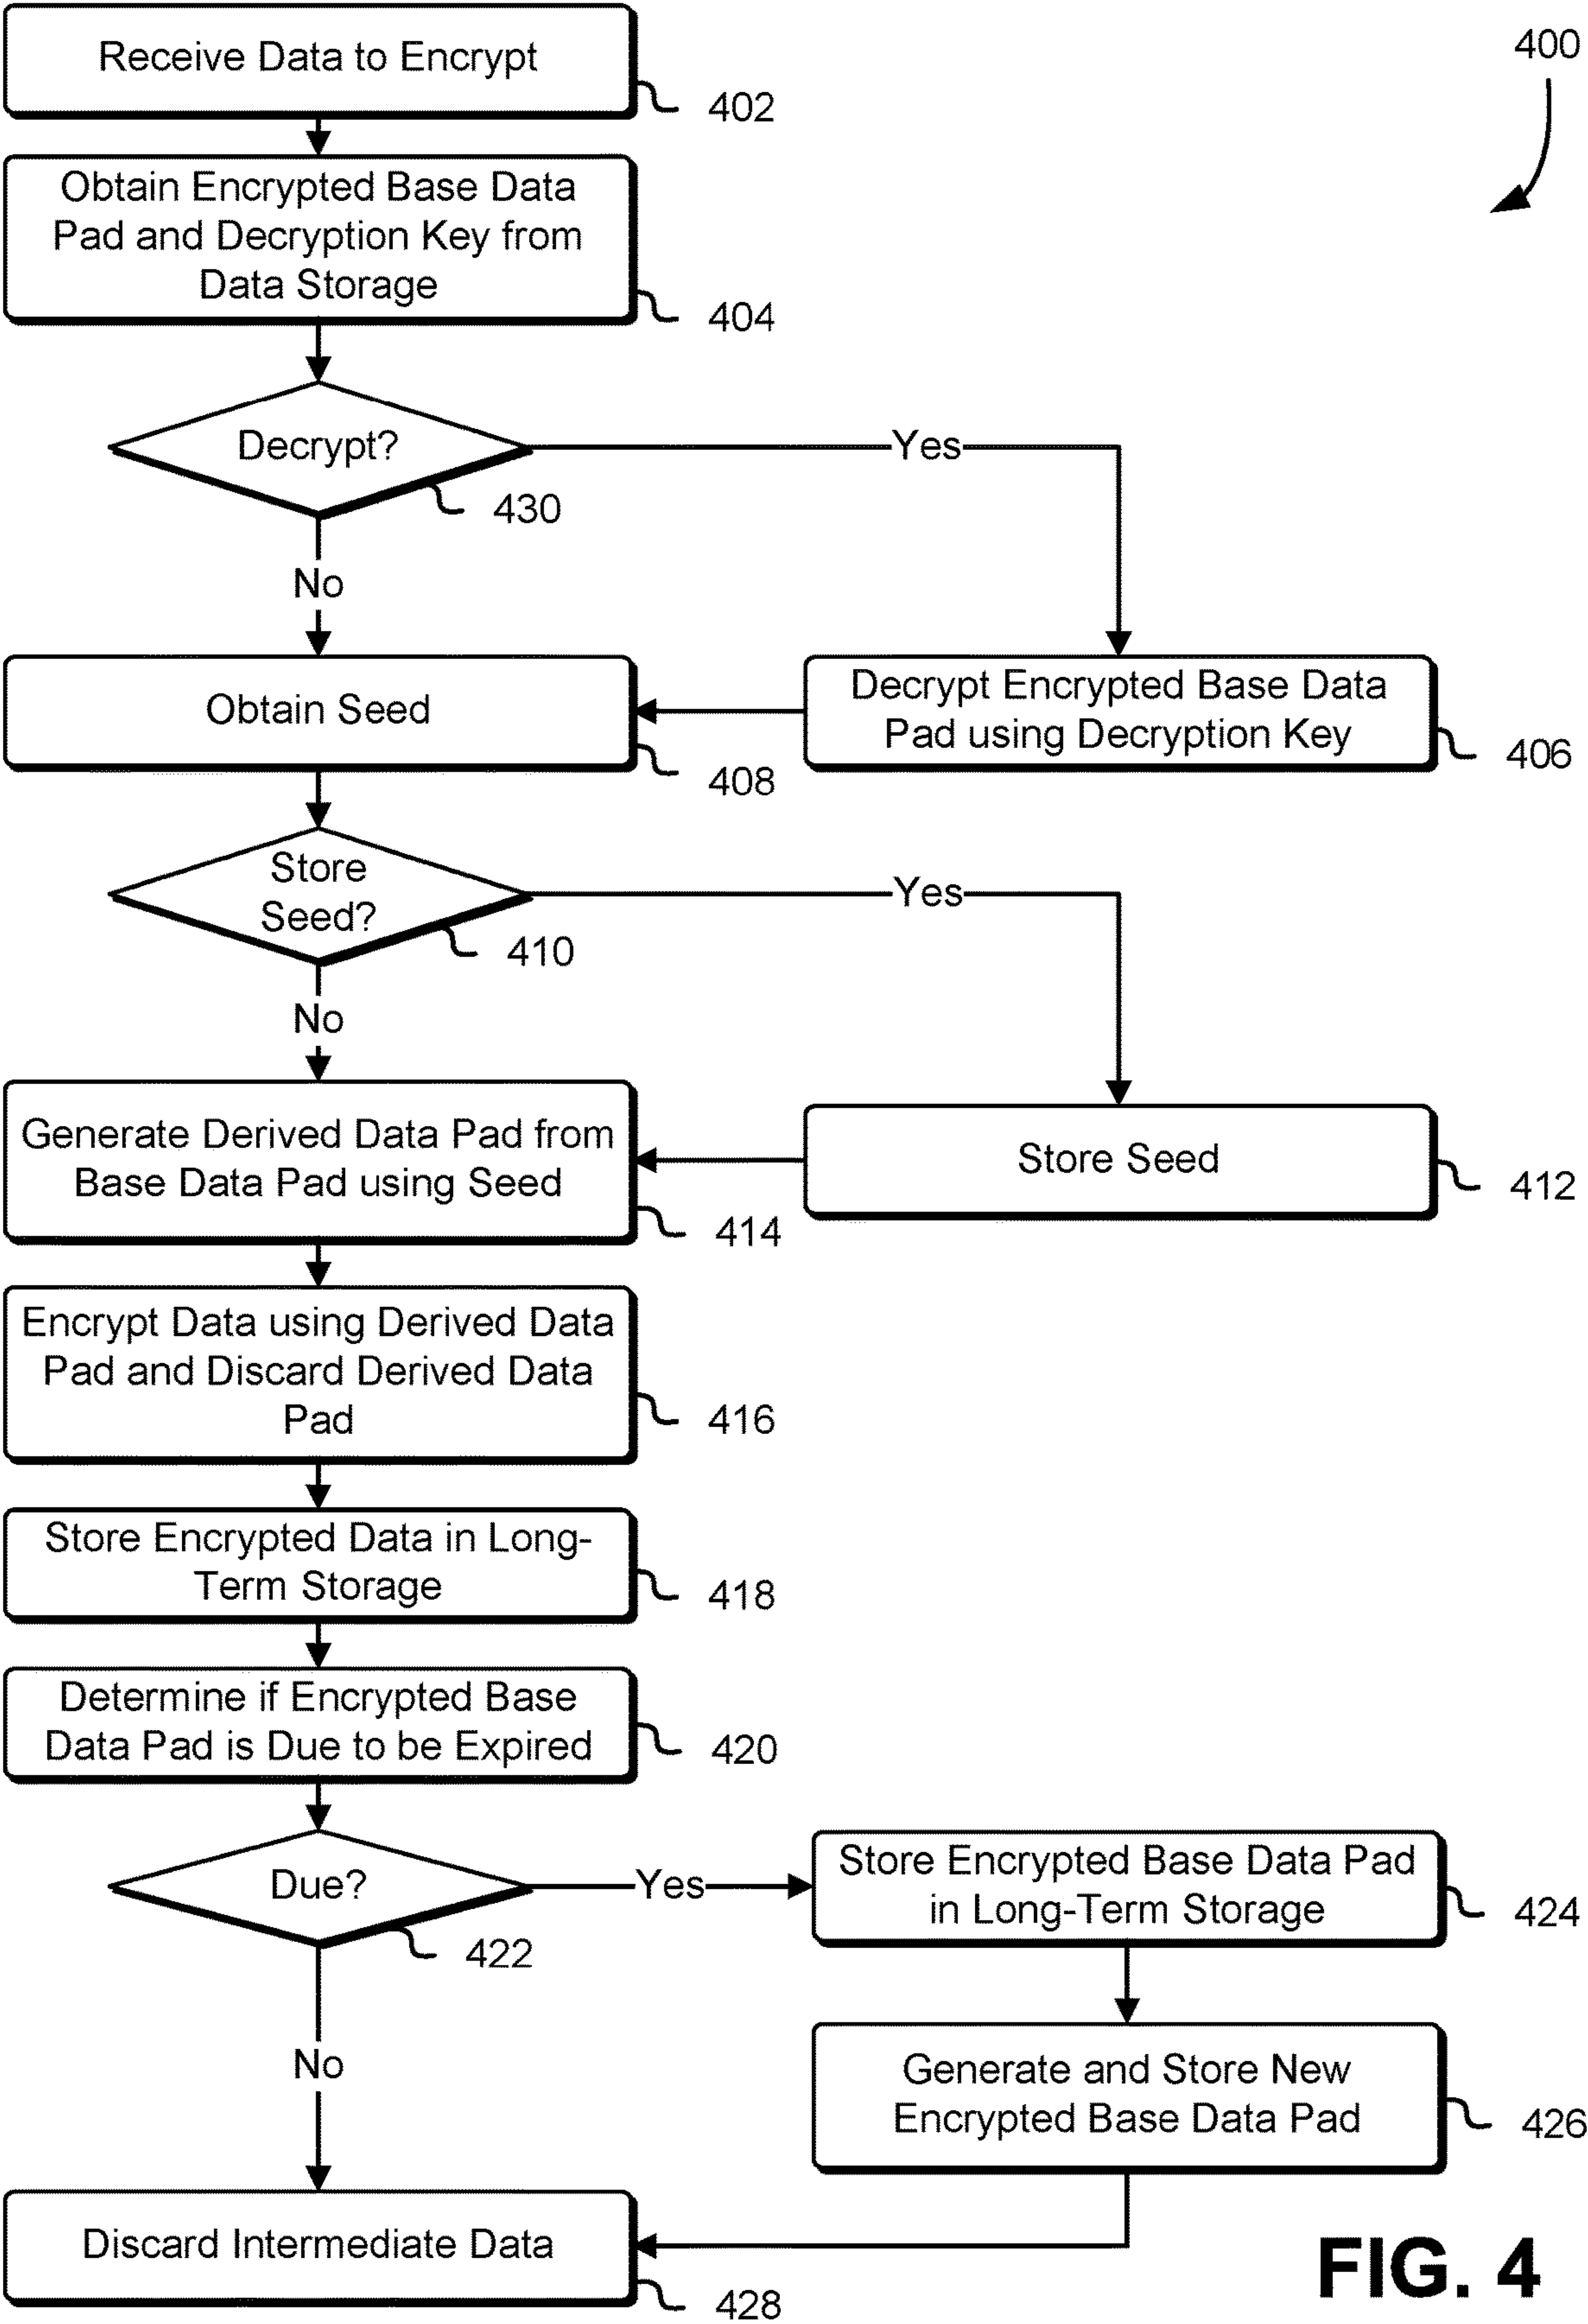 Receive Data to Encrypt
402
400
Obtain Encrypted Base Data
Pad and Decryption Key from
Data Storage
404
Decrypt?
Yes
430
No
Obtain Seed
408
Decrypt Encrypted Base Data
Pad using Decryption Key
406
Store
Seed?
Yes
410
No
Generate Derived Data Pad from
Base Data Pad using Seed
414
Store Seed
412
Encrypt Data using Derived Data
Pad and Discard Derived Data
Pad
416
Store Encrypted Data in Long-
Term Storage
418
Determine if Encrypted Base
Data Pad is Due to be Expired
420
Due?
Yes
422
Store Encrypted Base Data Pad
in Long-Term Storage
424
No
Generate and Store New
Encrypted Base Data Pad
426
Discard Intermediate Data
428
FIG. 4